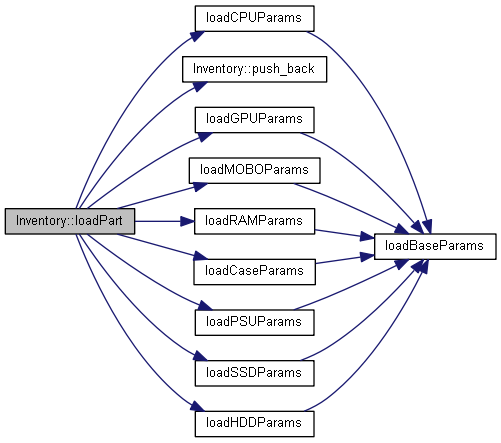 loadCPUParams
Inventory::push_back
loadGPUParams
loadMOBOParams
Inventory::loadPart
loadRAMParams
loadBaseParams
loadCaseParams
loadPSUParams
loadSSDParams
loadHDDParams